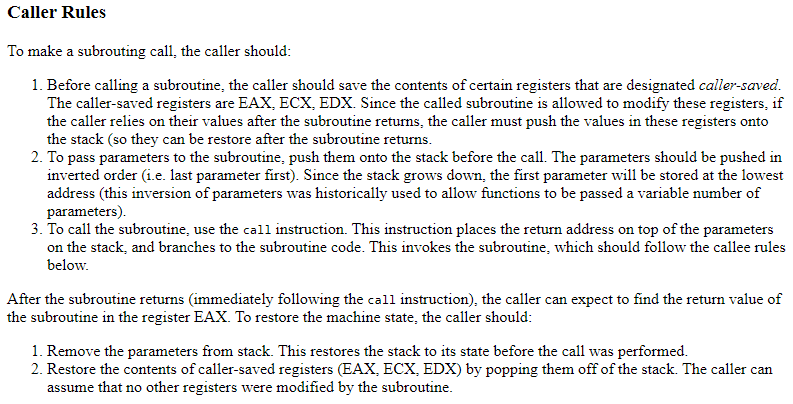 Caller Rules
To make a subrouting call, the caller should:
1. Before calling a subroutine, the caller should save the contents of certain registers that are designated caller-saved.
The caller-saved registers are EAX, ECX, EDX. Since the called subroutine is allowed to modify these registers, if
the caller relies on their values after the subroutine returns, the caller must push the values in these registers onto
the stack (so they can be restore after the subroutine returns.
2. To pass parameters to the subroutine, push them onto the stack before the call. The parameters should be pushed in
inverted order (i.e. last parameter first). Since the stack grows down, the first parameter will be stored at the lowest
address (this inversion of parameters was historically used to allow functions to be passed a variable number of
parameters).
3. To call the subroutine, use the call instruction. This instruction places the return address on top of the parameters
on the stack, and branches to the subroutine code. This invokes the subroutine, which should follow the callee rules
below.
After the subroutine returns (immediately following the call instruction), the caller can expect to find the return value of
the subroutine in the register EAX. To restore the machine state, the caller should:
1. Remove the parameters from stack. This restores the stack to its state before the call was performed.
2. Restore the contents of caller-saved registers (EAX, ECX, EDX) by popping them off of the stack. The caller can
assume that no other registers were modified by the subroutine.